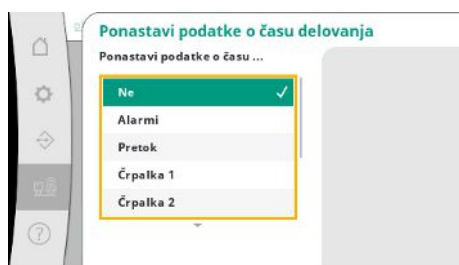 Ponastavi podatke o času delovanja
Ponastavi podatke o času ...
Ne
Alarmi
Pretok
Črpalka 1
Črpalka 2